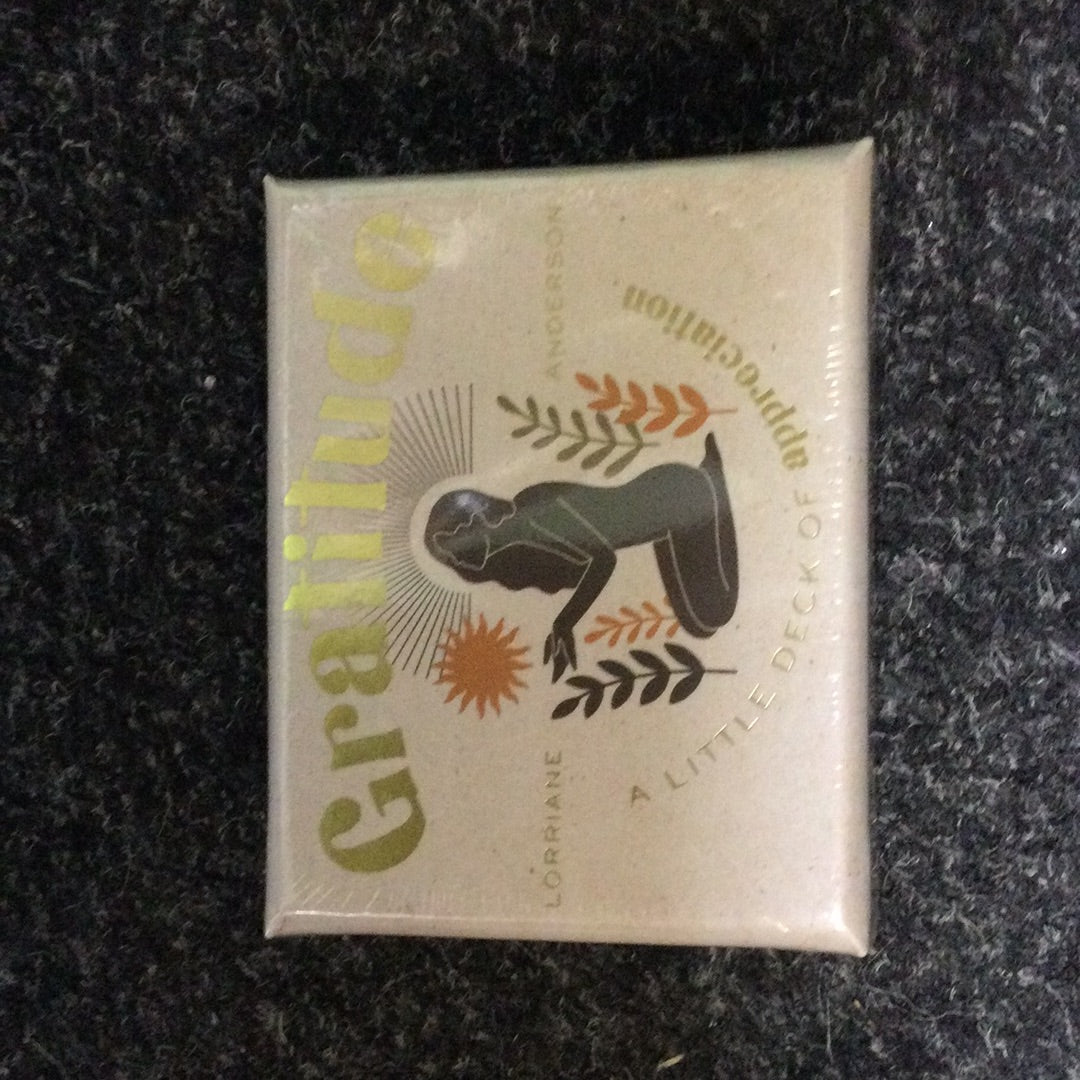 Gratitude
LORRIANE ANDERSON
A LITTLE DECK OF appreciation